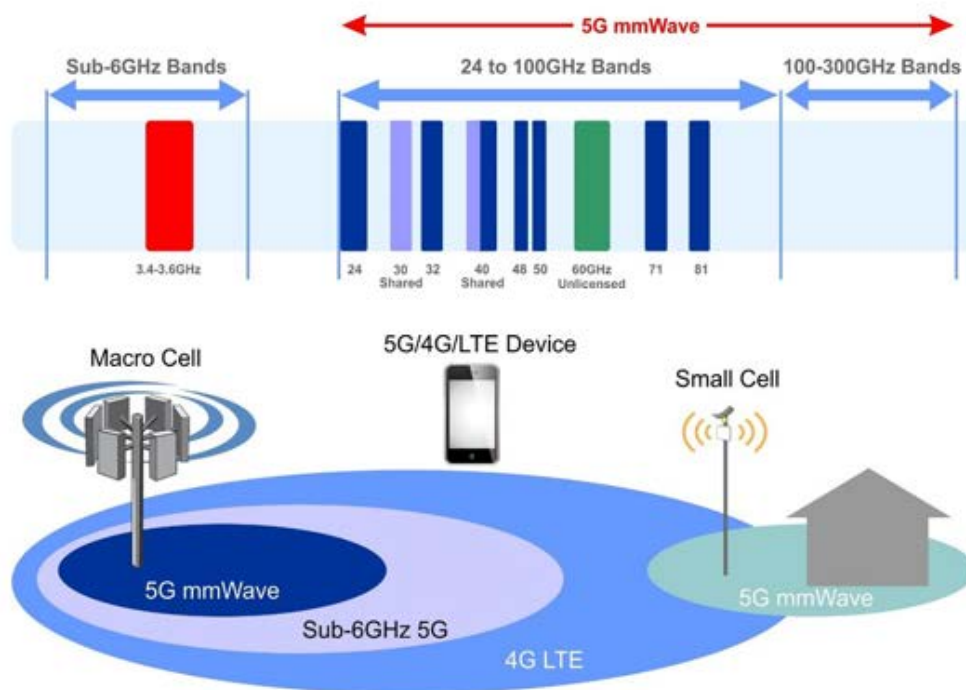 5G mmWave
Sub-6GHz Bands
24 to 100GHz Bands
100-300GHz Bands
3.4-3.6GHz
24
30
Shared
32
40
Shared
48
50
60GHz
Unlicensed
71
81
Macro Cell
5G/4G/LTE Device
Small Cell
5G mmWave
5G mmWave
Sub-6GHz 5G
4G LTE